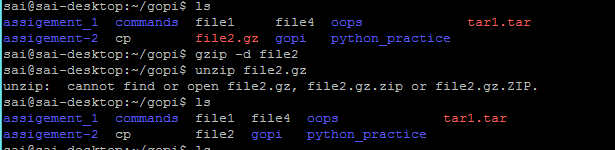 sai@sai-desktop:~/gopi$ ls
assigement_1  commands  file1     file4  oops             tar1.tar
assigement-2  cp        file2.gz  gopi   python_practice
sai@sai-desktop:~/gopi$ gzip -d file2
sai@sai-desktop:~/gopi$ unzip file2.gz
unzip:  cannot find or open file2.gz, file2.gz.zip or file2.gz.ZIP.
sai@sai-desktop:~/gopi$ ls
assigement_1  commands  file1  file4  oops             tar1.tar
assigement-2  cp        file2  gopi   python_practice
sai@sai-desktop:~/gopi$ ls